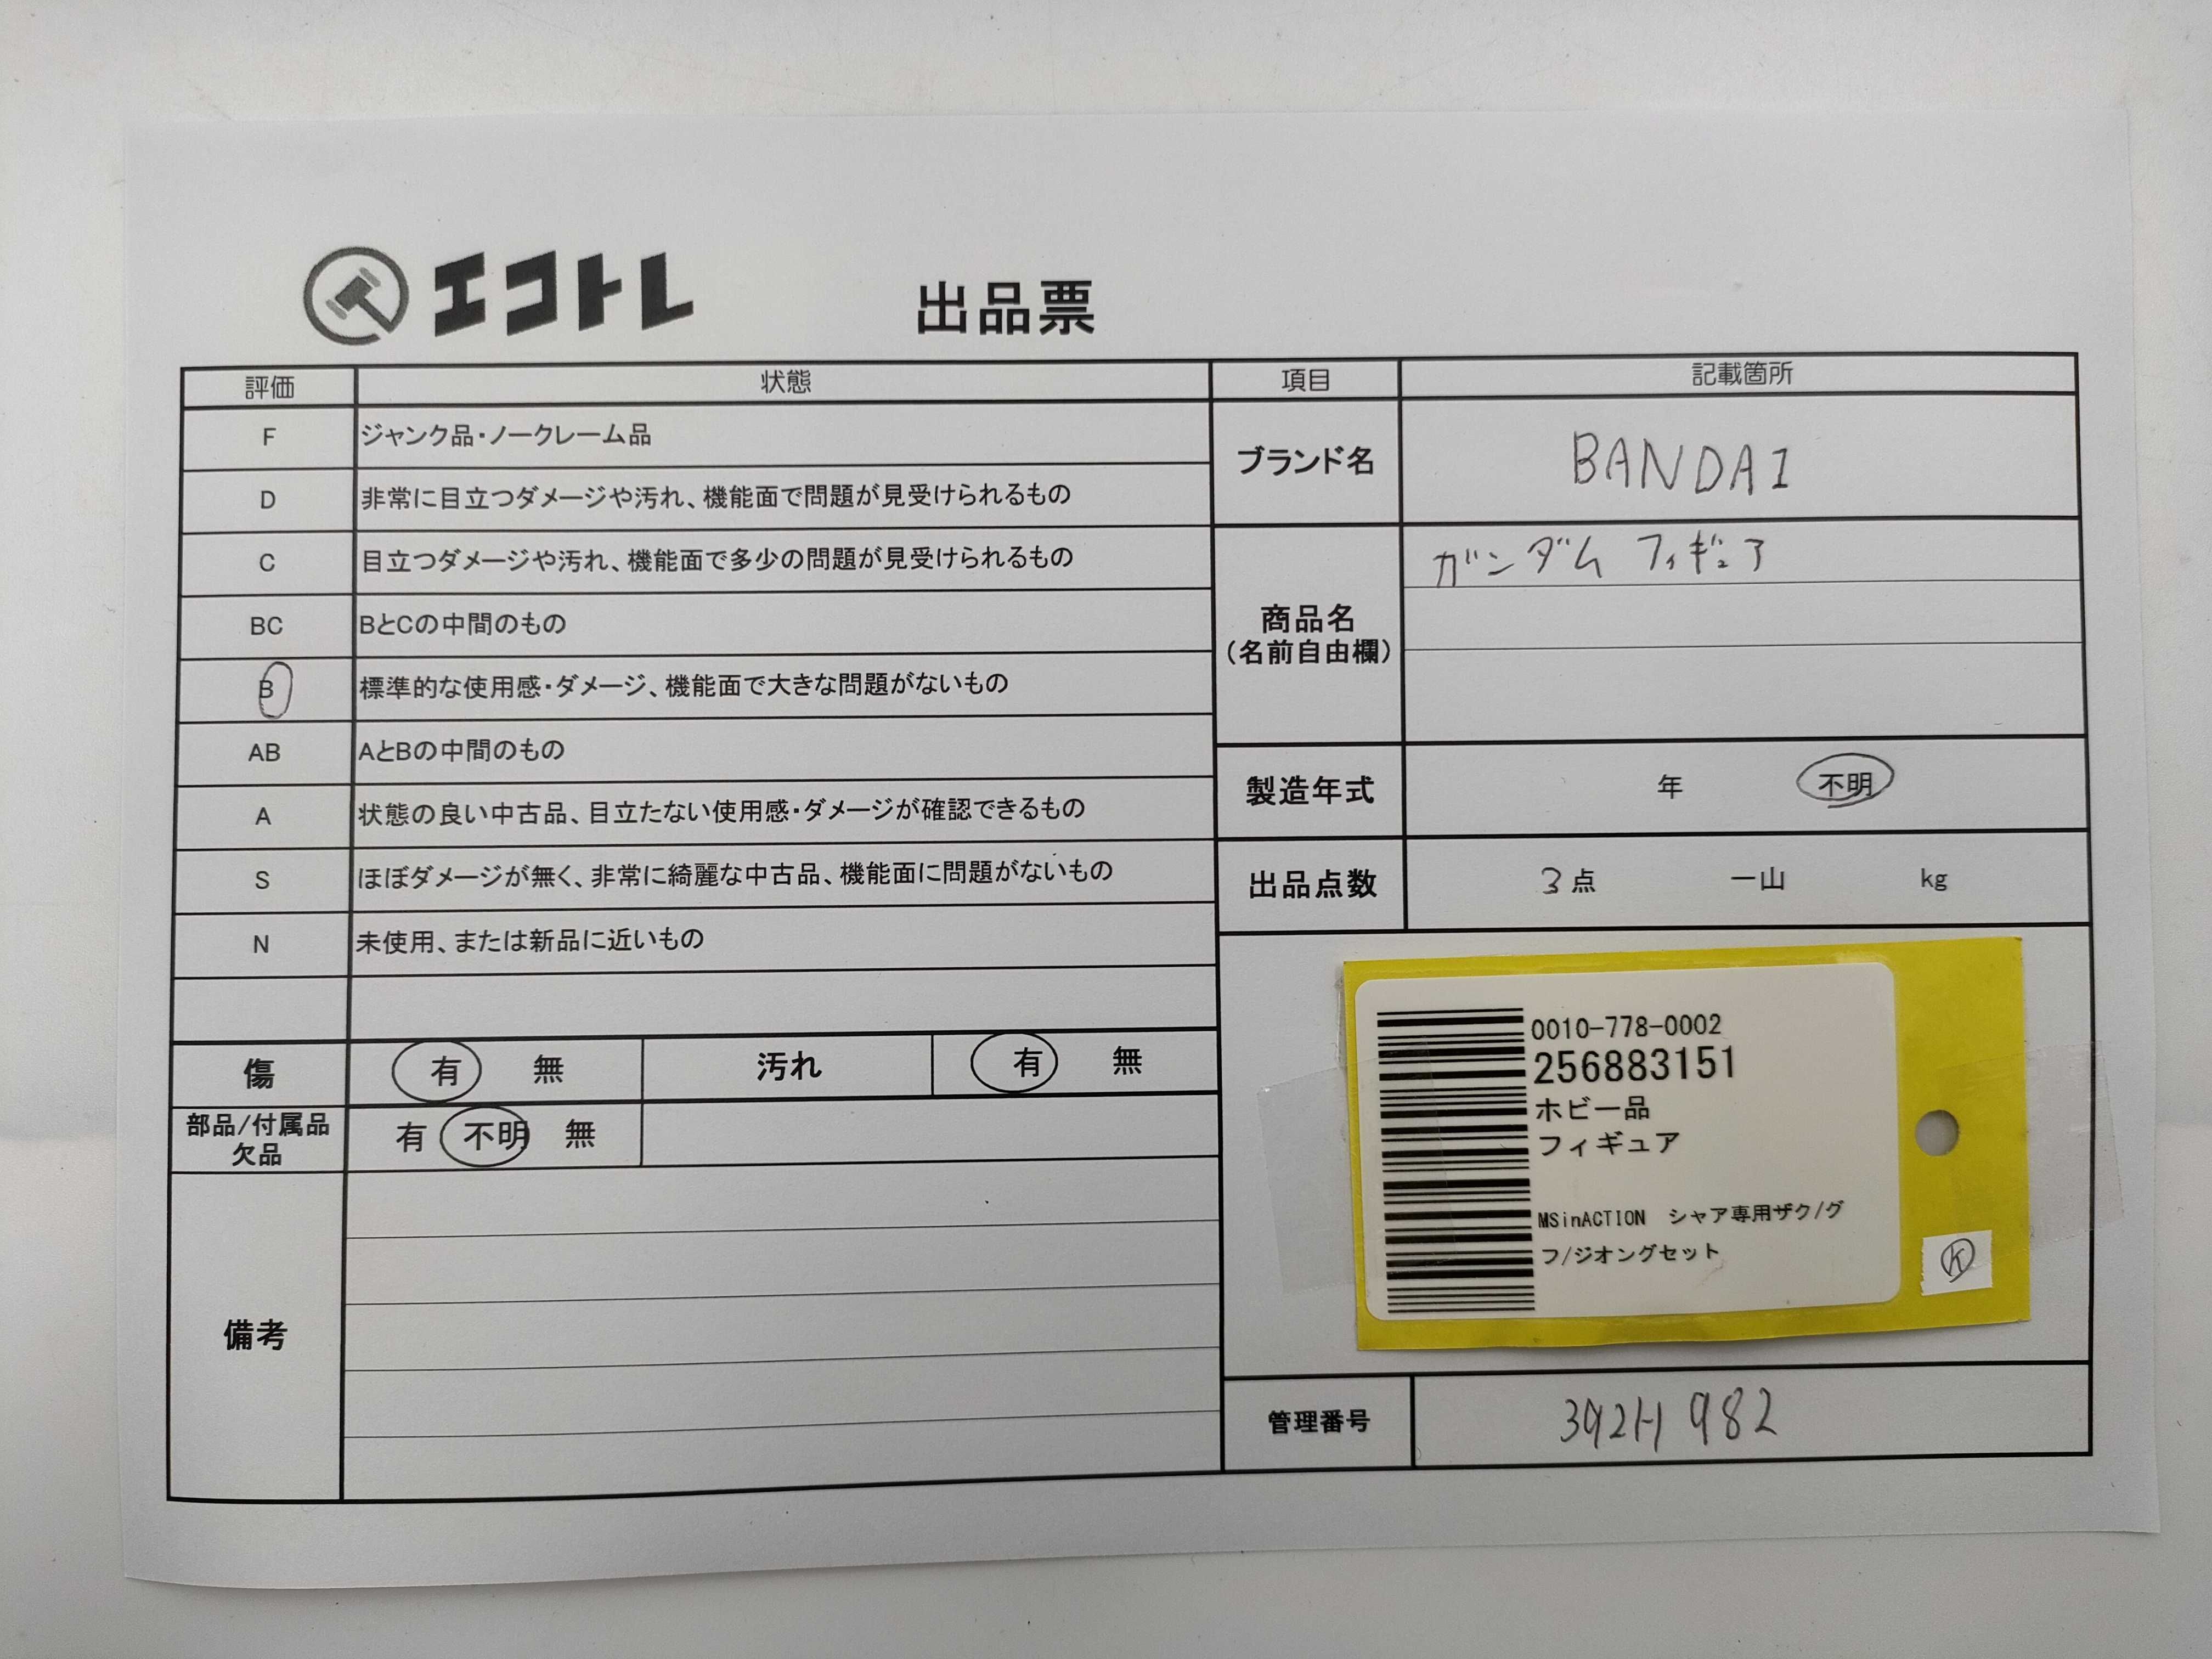 エコトレ 出品票
評価 状態
F ジャンク品・ノークレーム品
D 非常に目立つダメージや汚れ、機能面で問題が見受けられるもの
C 目立つダメージや汚れ、機能面で多少の問題が見受けられるもの
BC BとCの中間のもの
B 標準的な使用感・ダメージ、機能面で大きな問題がないもの
AB AとBの中間のもの
A 状態の良い中古品、目立たない使用感・ダメージが確認できるもの
S ほぼダメージが無く、非常に綺麗な中古品、機能面に問題がないもの
N 未使用、または新品に近いもの
傷 有 無 汚れ 有 無
部品/付属品
欠品
有 不明 無
備考
項目 記載箇所
ブランド名 BANDAI
商品名
(名前自由欄)
ガンダム フィギュア
製造年式 年 不明
出品点数 3点 一山 kg
0010-778-0002
256883151
ホビー品
フィギュア
MSinACTION シャア専用ザク/グ
フ/ジオングセット
K
管理番号 392H 982